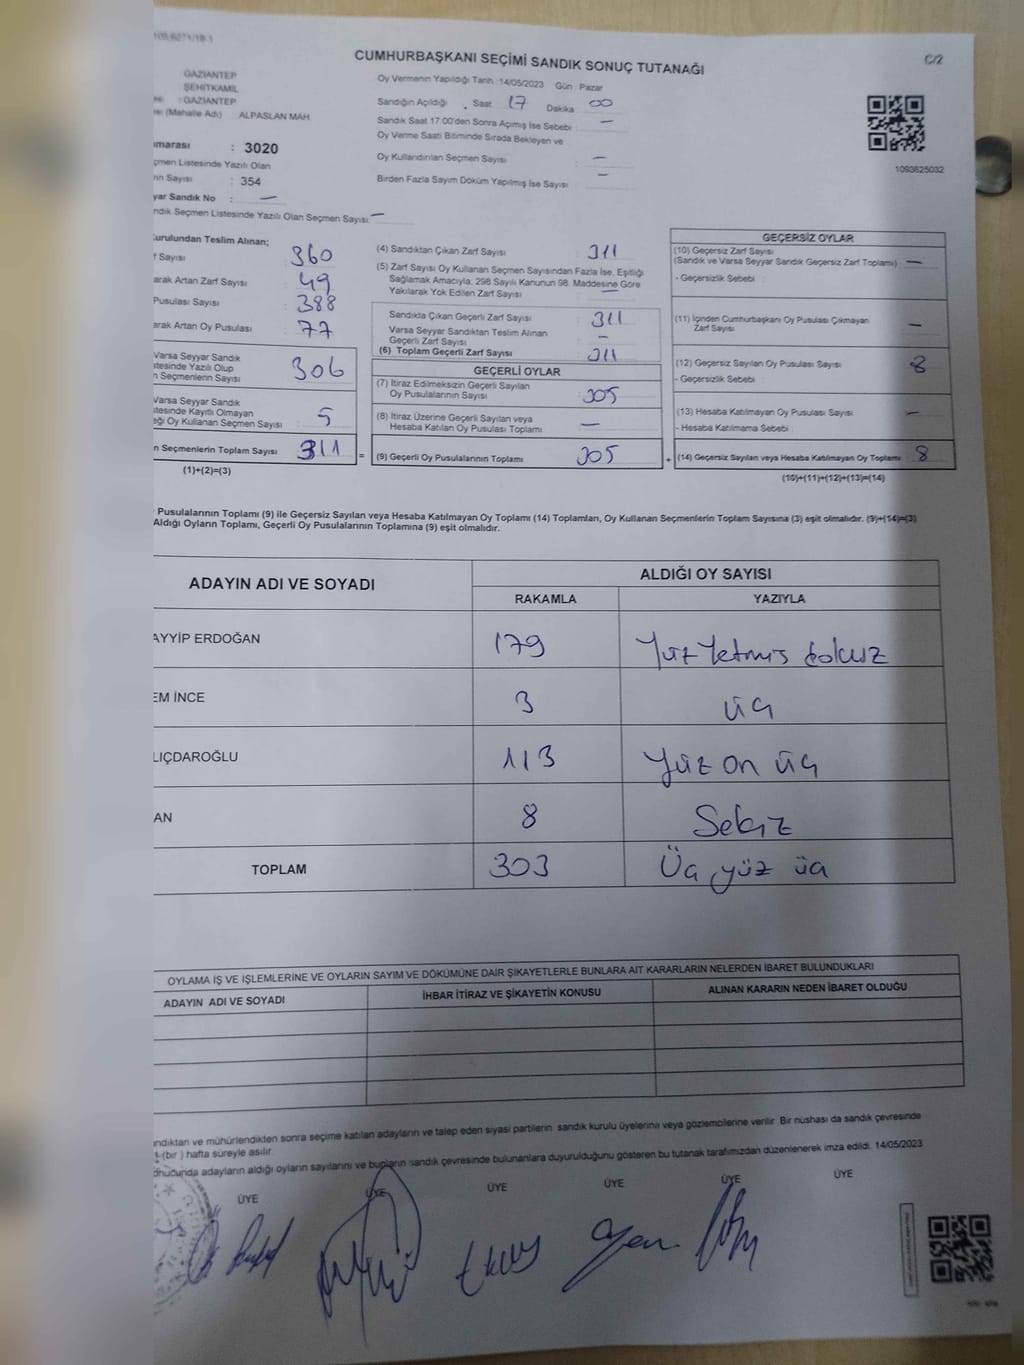 CUMHURBAŞKANI SEÇİMİ SANDIK SONUÇ TUTANAĞI
C/2
GAZİANTEP
ŞEHİTKAMİL
: GAZİANTEP
(Mahalle Adı) ALPASLAN MAH
Oy Vermenin Yapıldığı Tarih :14/05/2023 Gün : Pazar
Sandığın Açıldığı . Saat 17 Dakika 00
Sandık Saat 17:00'den Sonra Açımış İse Sebebi : —
Oy Verme Saati Bitiminde Sırada Bekleyen ve
Oy Kullandırılan Seçmen Sayısı : —
Birden Fazla Sayım Döküm Yapılmış İse Sayısı : —
1093625032
marası : 3020
çmen Listesinde Yazılı Olan
n Sayısı : 354
yar Sandık No : —
ndık Seçmen Listesinde Yazılı Olan Seçmen Sayısı: —
urulundan Teslim Alınan;
f Sayısı : 360
arak Artan Zarf Sayısı : 49
Pusulası Sayısı : 388
arak Artan Oy Pusulası : 77
Varsa Seyyar Sandık
itesinde Yazılı Olup
n Seçmenlerin Sayısı : 306
Varsa Seyyar Sandık
itesinde Kayıtlı Olmayan
eği Oy Kullanan Seçmen Sayısı : 5
n Seçmenlerin Toplam Sayısı 311 =
(1)+(2)=(3)
(4) Sandıktan Çıkan Zarf Sayısı : 311
(5) Zarf Sayısı Oy Kullanan Seçmen Sayısından Fazla İse, Eşitliği
Sağlamak Amacıyla, 298 Sayılı Kanunun 98. Maddesine Göre
Yakılarak Yok Edilen Zarf Sayısı : —
Sandıkta Çıkan Geçerli Zarf Sayısı : 311
Varsa Seyyar Sandıktan Teslim Alınan
Geçerli Zarf Sayısı : —
(6) Toplam Geçerli Zarf Sayısı : 311
GEÇERLİ OYLAR
(7) İtiraz Edilmeksizin Geçerli Sayılan
Oy Pusulalarının Sayısı : 305
(8) İtiraz Üzerine Geçerli Sayılan veya
Hesaba Katılan Oy Pusulası Toplamı : —
(9) Geçerli Oy Pusulalarının Toplamı 305 +
GEÇERSİZ OYLAR
(10) Geçersiz Zarf Sayısı
(Sandık ve Varsa Seyyar Sandık Geçersiz Zarf Toplamı) : —
- Geçersizlik Sebebi :
(11) İçinden Cumhurbaşkanı Oy Pusulası Çıkmayan
Zarf Sayısı —
(12) Geçersiz Sayılan Oy Pusulası Sayısı : 8
- Geçersizlik Sebebi :
(13) Hesaba Katılmayan Oy Pusulası Sayısı : —
- Hesaba Katılmama Sebebi :
(14) Geçersiz Sayılan veya Hesaba Katılmayan Oy Toplamı : 8
(10)+(11)+(12)+(13)=(14)
Pusulalarının Toplamı (9) ile Geçersiz Sayılan veya Hesaba Katılmayan Oy Toplamı (14) Toplamları, Oy Kullanan Seçmenlerin Toplam Sayısına (3) eşit olmalıdır. (9)+(14)=(3)
Aldığı Oyların Toplamı, Geçerli Oy Pusulalarının Toplamına (9) eşit olmalıdır.
ADAYIN ADI VE SOYADI ALDIĞI OY SAYISI
RAKAMLA YAZIYLA
AYYİP ERDOĞAN 179 Yüz Yetmiş dokuz
EM İNCE 3 üç
LIÇDAROĞLU 113 Yüz on üç
AN 8 Sekiz
TOPLAM 303 Üç yüz üç
OYLAMA İŞ VE İŞLEMLERİNE VE OYLARIN SAYIM VE DÖKÜMÜNE DAİR ŞİKAYETLERLE BUNLARA AİT KARARLARIN NELERDEN İBARET BULUNDUKLARI
ADAYIN ADI VE SOYADI İHBAR İTİRAZ VE ŞİKAYETİN KONUSU ALINAN KARARIN NEDEN İBARET OLDUĞU
ndıktan ve mühürlendikten sonra seçime katılan adayların ve talep eden siyasi partilerin sandık kurulu üyelerine veya gözlemcilerine verilir. Bir nüshası da sandık çevresinde
1-(bir ) hafta süreyle asılır.
onucunda adayların aldığı oyların sayılarını ve bunların sandık çevresinde bulunanlara duyurulduğunu gösteren bu tutanak tarafımızdan düzenlenerek imza edildi. 14/05/2023
ÜYE ÜYE ÜYE ÜYE ÜYE ÜYE